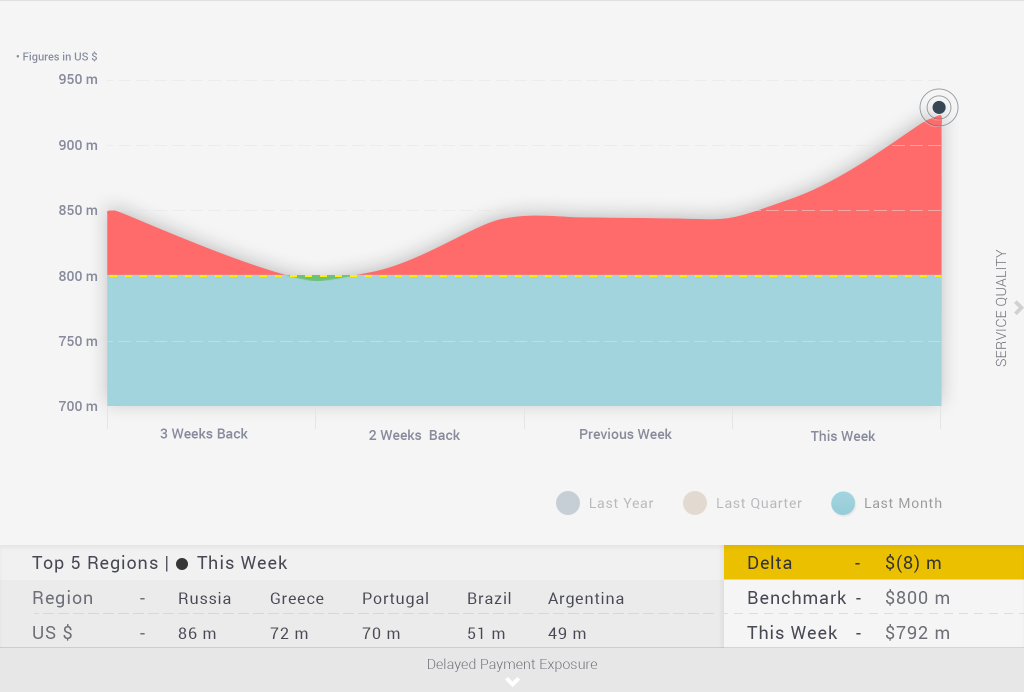 • Figures in US $
950 m
900 m
850 m
800 m
750 m
700 m
3 Weeks Back
2 Weeks Back
Previous Week
This Week
SERVICE QUALITY
Last Year
Last Quarter
Last Month
Top 5 Regions | ● This Week
Delta - $(8) m
Region - Russia Greece Portugal Brazil Argentina
Benchmark - $800 m
US $ - 86 m 72 m 70 m 51 m 49 m
This Week - $792 m
Delayed Payment Exposure